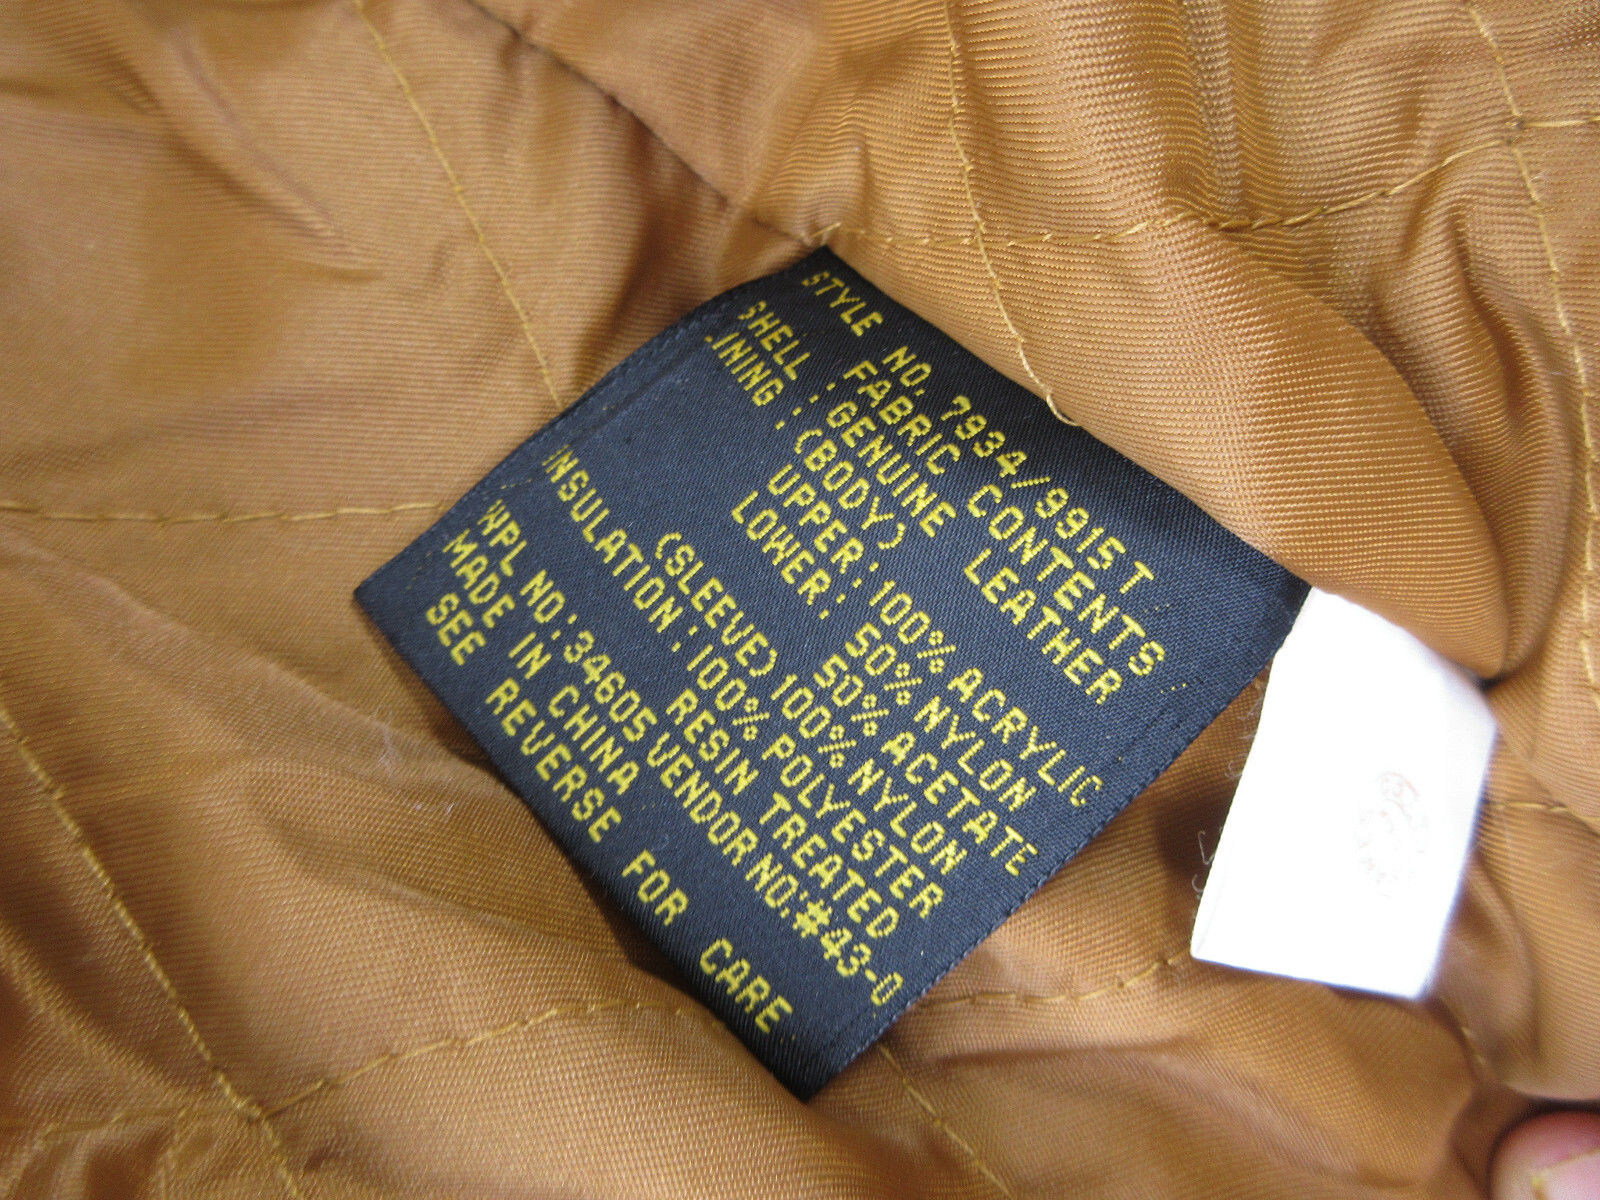 STYLE NO. 7934/9915T
FABRIC CONTENTS
SHELL : GENUINE LEATHER
LINING : (BODY)
UPPER: 100% ACRYLIC
LOWER: 50% NYLON
50% ACETATE
(SLEEVE) 100% NYLON
INSULATION : 100% POLYESTER
RESIN TREATED
WPL NO: 34605 VENDOR NO: #43-0
MADE IN CHINA
SEE REVERSE FOR CARE